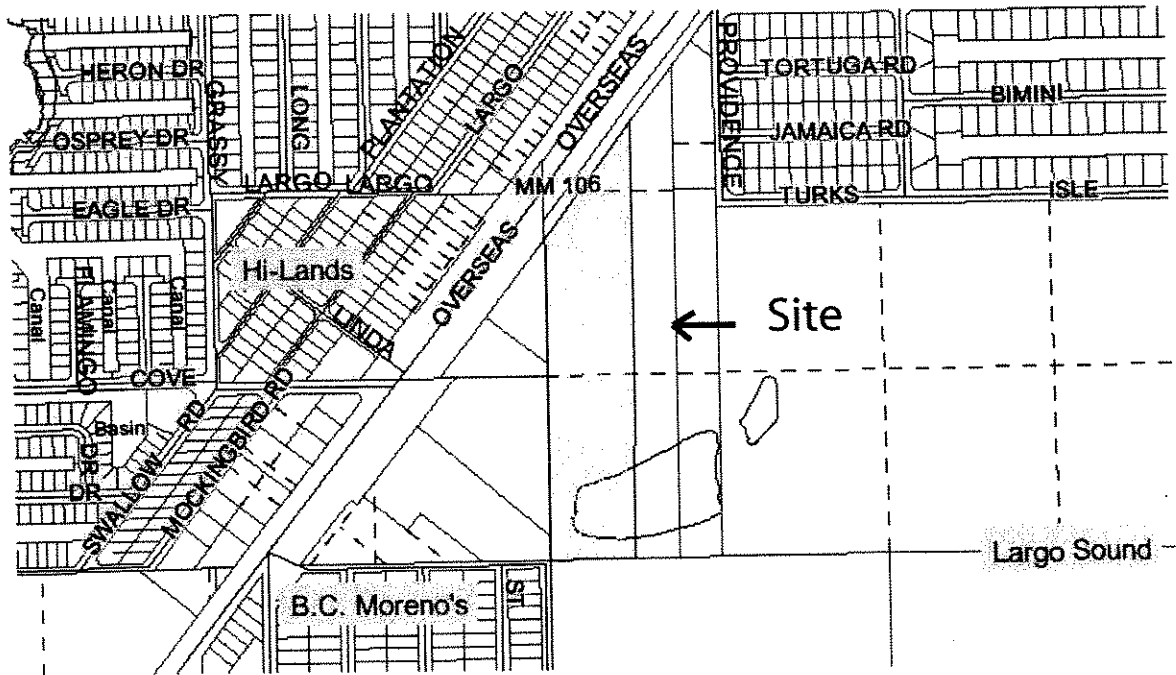 HERON DR
GRASSY
LONG
PLANTATION
LARGO
OVERSEAS
PROVIDENCE
TORTUGA RD
BIMINI
OSPREY DR
JAMAICA RD
LARGO LARGO
MM 106
TURKS
ISLE
EAGLE DR
Hi-Lands
OVERSEAS
Canal
FLAMINGO
Canal
Canal
LINDA
Site
COVE
Basin
DR
DR
SWALLOW RD
MOCKINGBIRD RD
Largo Sound
B.C. Moreno's
ST